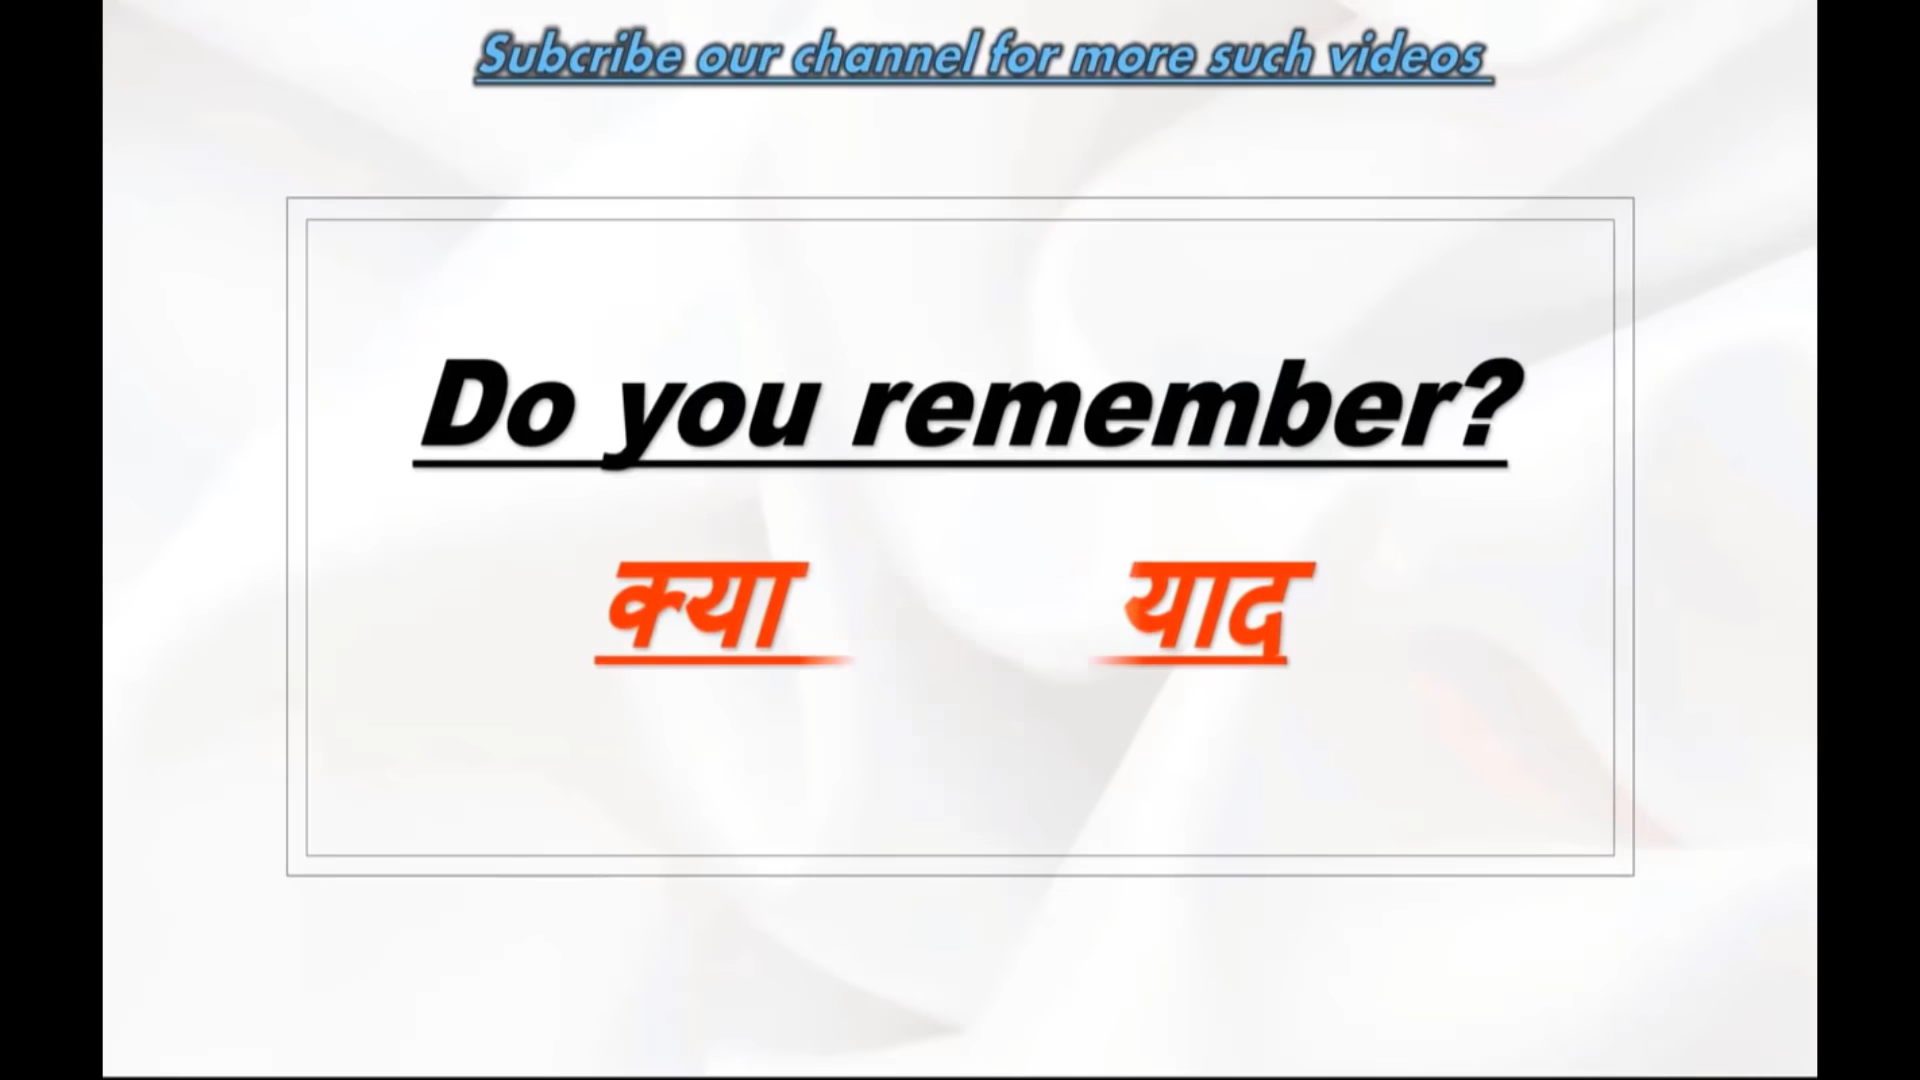 Subcribe our channel for more such videos
Do you remember?
क्या याद